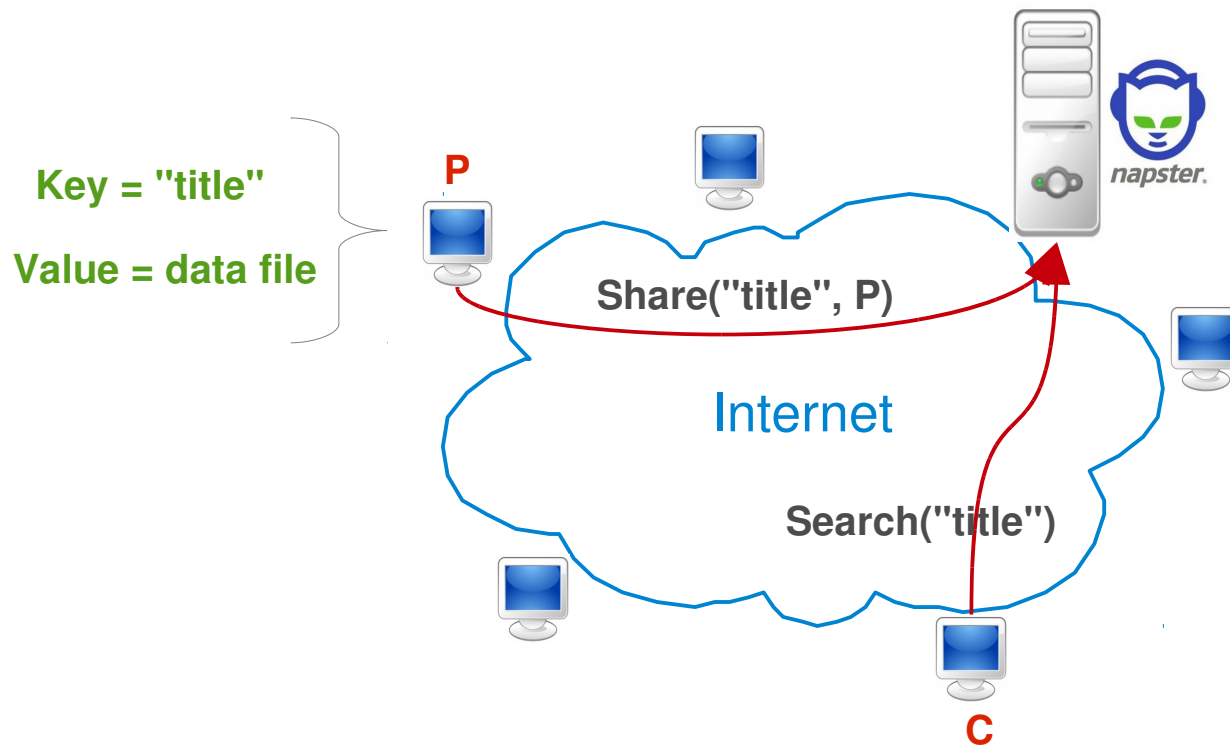 Key = "title"
Value = data file
P
napster.
Share("title", P)
Internet
Search("title")
C